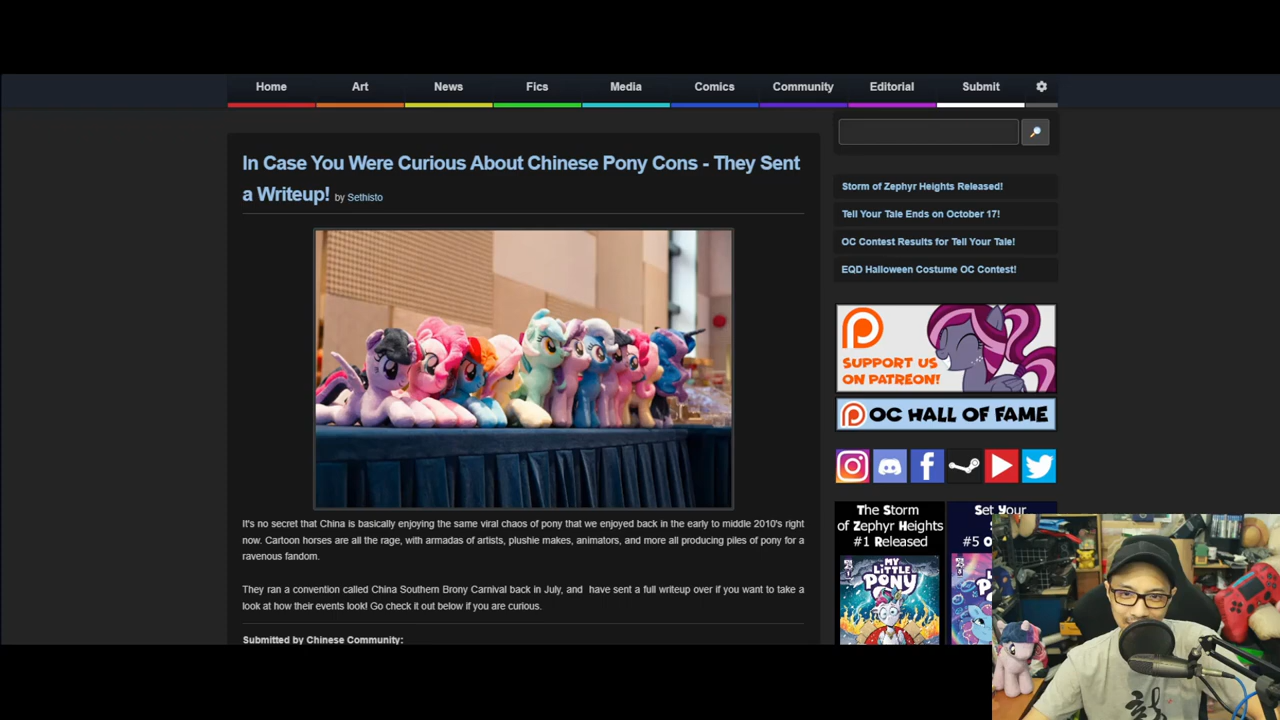 Home Art News Fics Media Comics Community Editorial Submit
In Case You Were Curious About Chinese Pony Cons - They Sent
a Writeup! by Sethisto
It's no secret that China is basically enjoying the same viral chaos of pony that we enjoyed back in the early to middle 2010's right
now. Cartoon horses are all the rage, with armadas of artists, plushie makes, animators, and more all producing piles of pony for a
ravenous fandom.
They ran a convention called China Southern Brony Carnival back in July, and have sent a full writeup over if you want to take a
look at how their events look! Go check it out below if you are curious.
Submitted by Chinese Community:
Storm of Zephyr Heights Released!
Tell Your Tale Ends on October 17!
OC Contest Results for Tell Your Tale!
EQD Halloween Costume OC Contest!
SUPPORT US
ON PATREON!
OC HALL OF FAME
The Storm
of Zephyr Heights
#1 Released
MY LITTLE
PONY
Set Your
#5